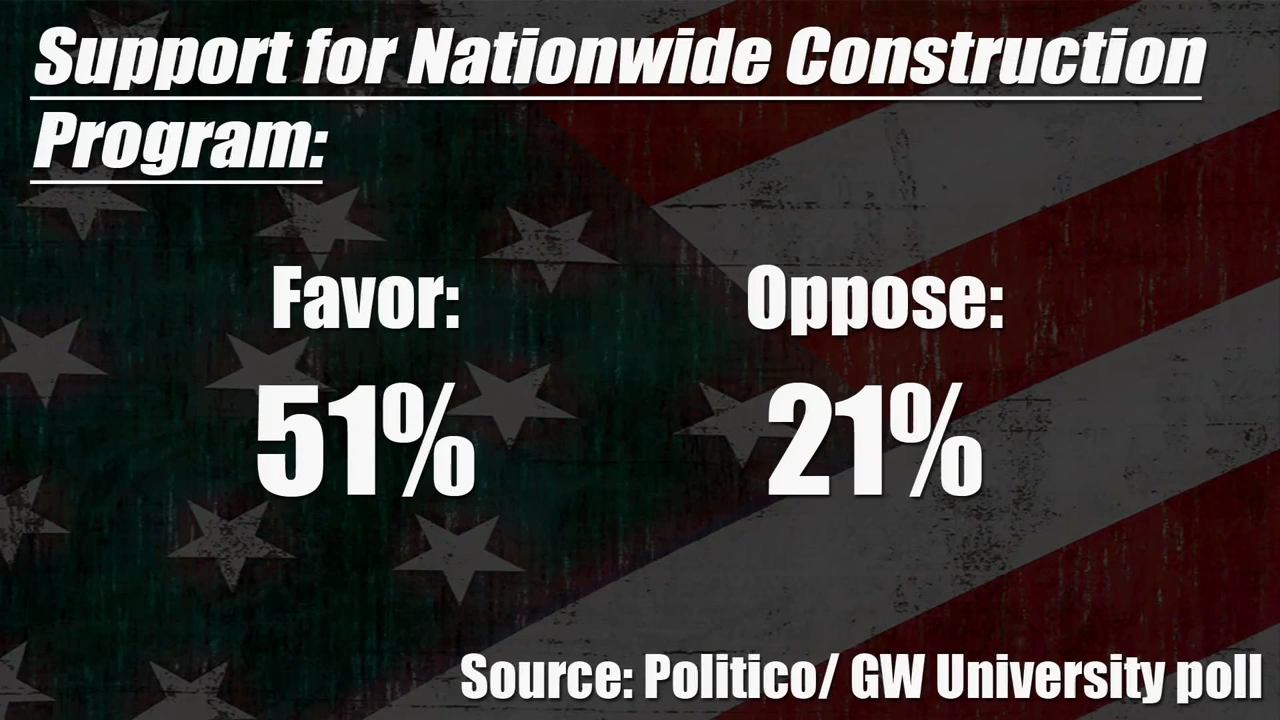 Support for Nationwide Construction
Program:
Favor: Oppose:
51% 21%
Source: Politico/ GW University poll